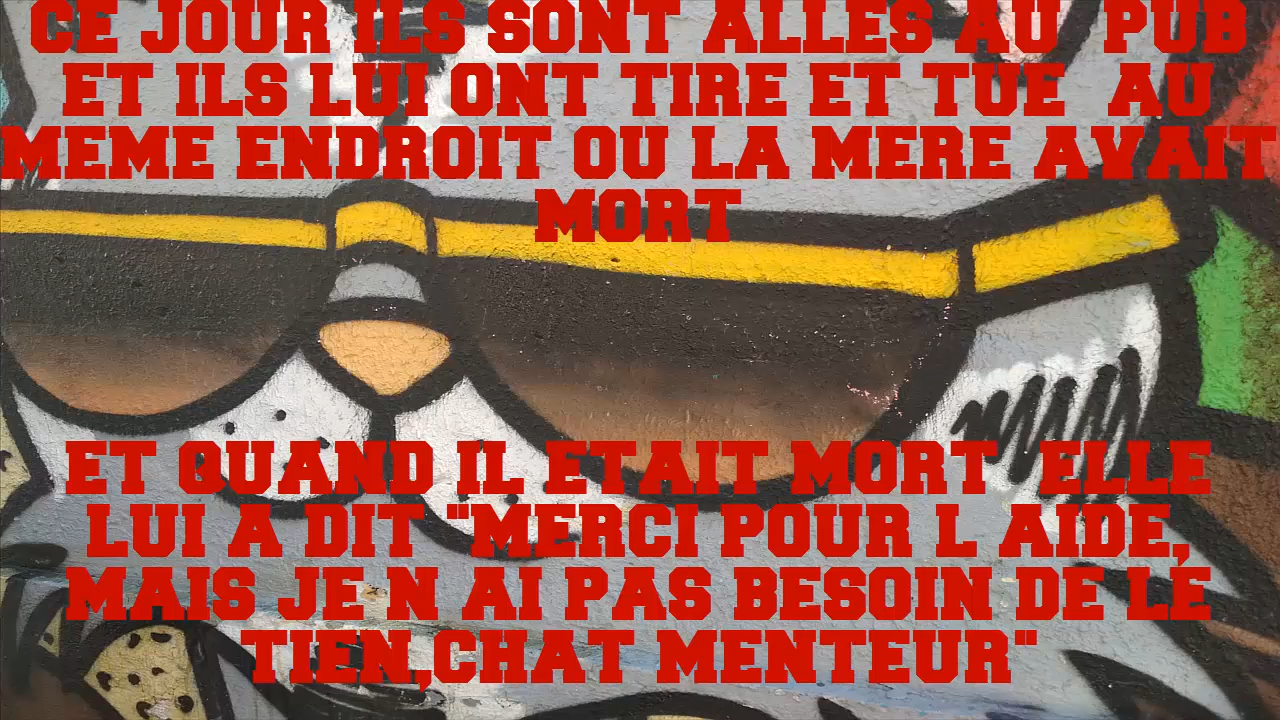 CE JOUR ILS SONT ALLES AU PUB
ET ILS LUI ONT TIRE ET TUE AU
MEME ENDROIT OU LA MERE AVAIT
MORT
ET QUAND IL ETAIT MORT ELLE
LUI A DIT "MERCI POUR L AIDE,
MAIS JE N AI PAS BESOIN DE LE
TIEN,CHAT MENTEUR"